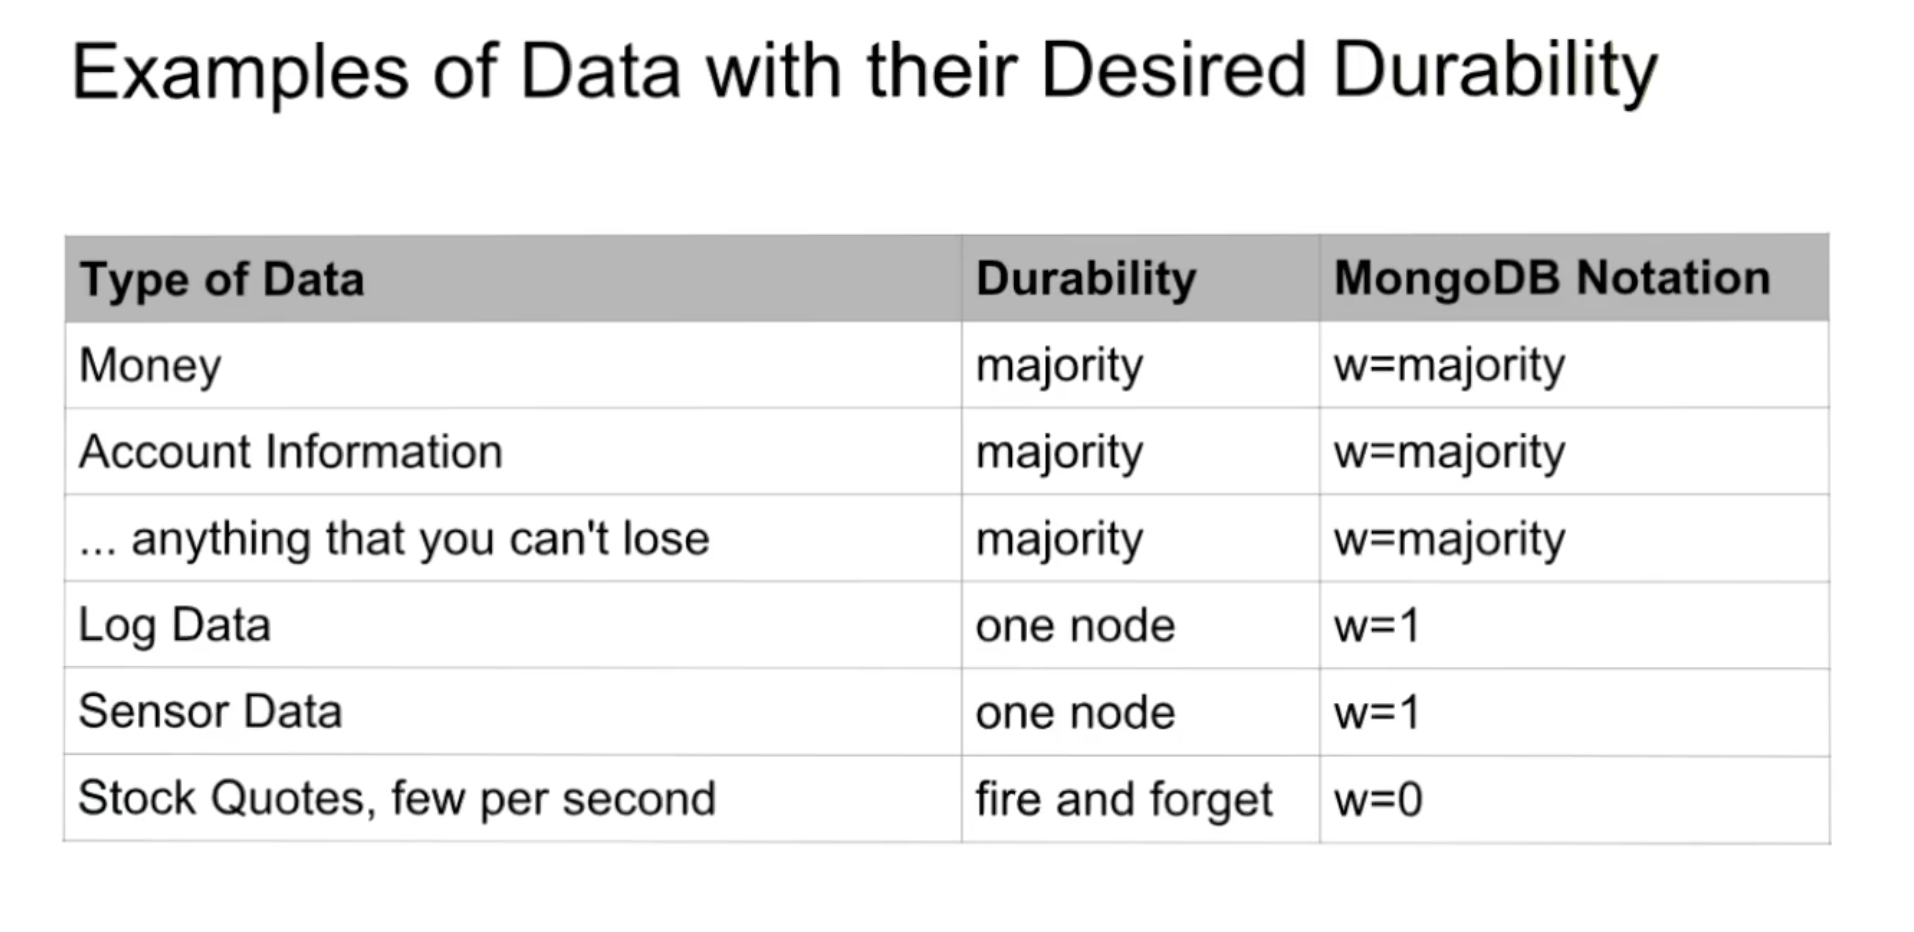 Examples of Data with their Desired Durability
Type of Data Durability MongoDB Notation
Money majority w=majority
Account Information majority w=majority
... anything that you can't lose majority w=majority
Log Data one node w=1
Sensor Data one node w=1
Stock Quotes, few per second fire and forget w=0